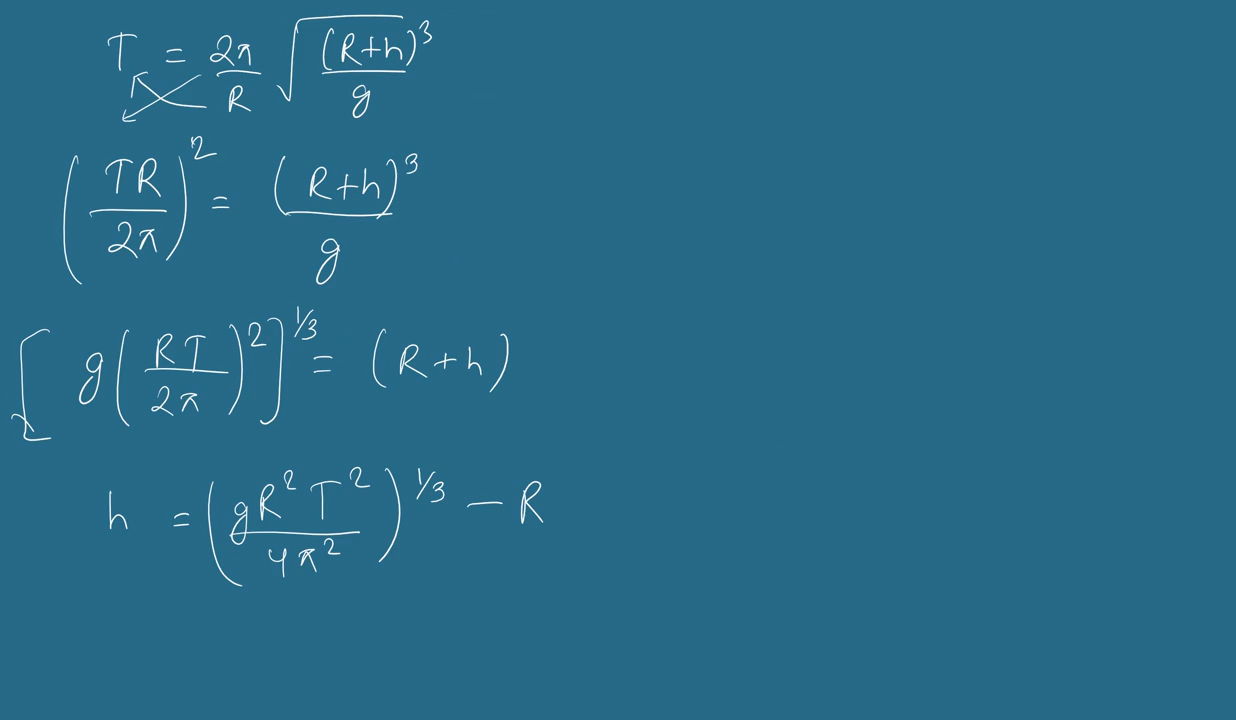 T = 2π/R √((R+h)³/g)
(TR/2π)² = (R+h)³/g
[g(RT/2π)²]^1/3 = (R+h)
h = (gR²T²/4π²)^1/3 − R